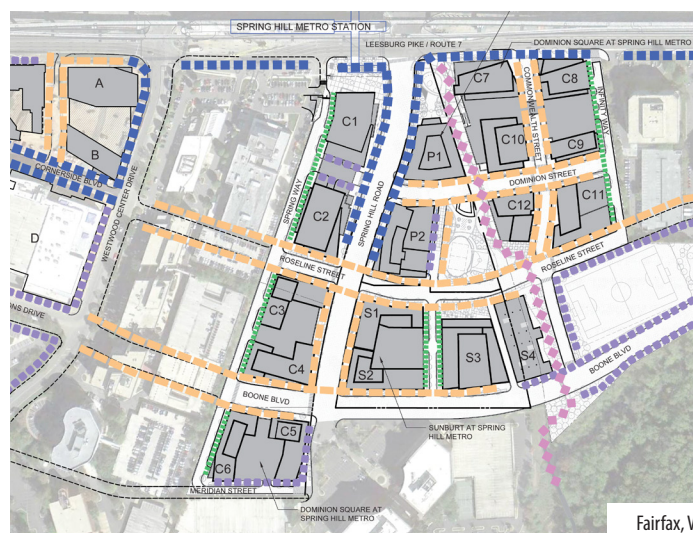 SPRING HILL METRO STATION
LEESBURG PIKE / ROUTE 7
DOMINION SQUARE AT SPRING HILL METRO
A
B
CORNERSIDE BLVD
WESTWOOD CENTER DRIVE
D
SPRING WAY
SPRING HILL ROAD
C1
C2
P1
P2
C7
C8
COMMONWEALTH STREET
INFINITY WAY
C10
C9
DOMINION STREET
C12
C11
ROSELINE STREET
ROSELINE STREET
C3
C4
S1
S2
S3
S4
BOONE BLVD
BOONE BLVD
C5
C6
MERIDIAN STREET
SUNBURT AT SPRING
HILL METRO
DOMINION SQUARE AT
SPRING HILL METRO
Fairfax, V